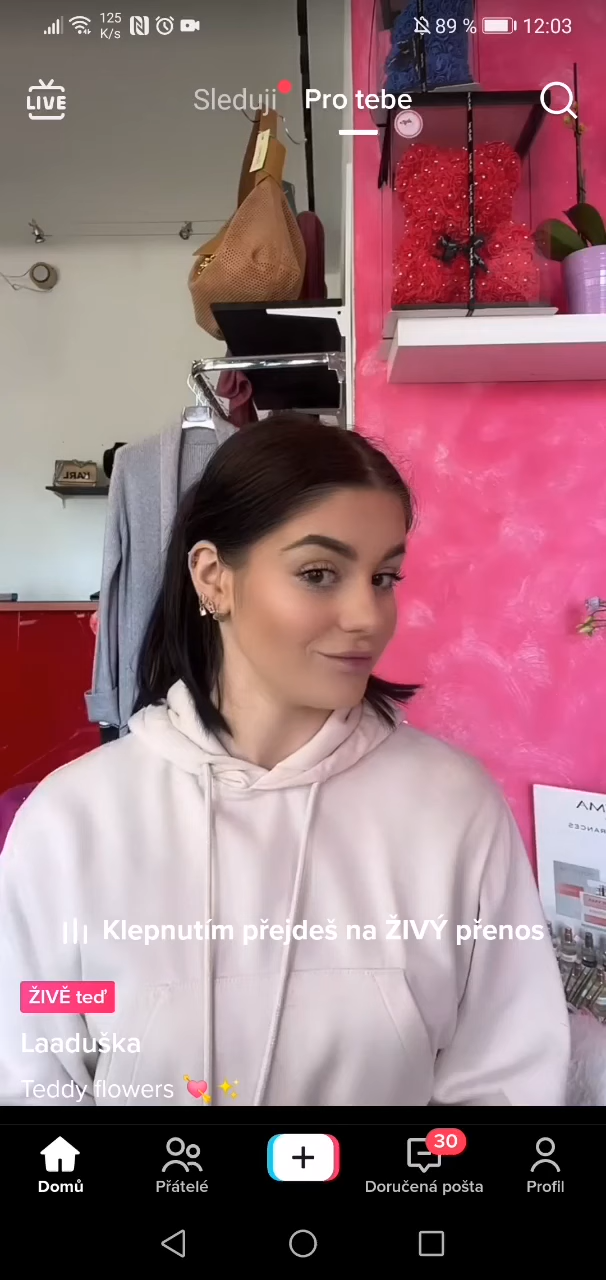 125
K/s
89 %
12:03
LIVE
Sleduji
Pro tebe
KARL
Klepnutím přejdeš na ŽIVÝ přenos
ŽIVĚ teď
Laaduška
Teddy flowers 💘✨
30
Domů
Přátelé
Doručená pošta
Profil